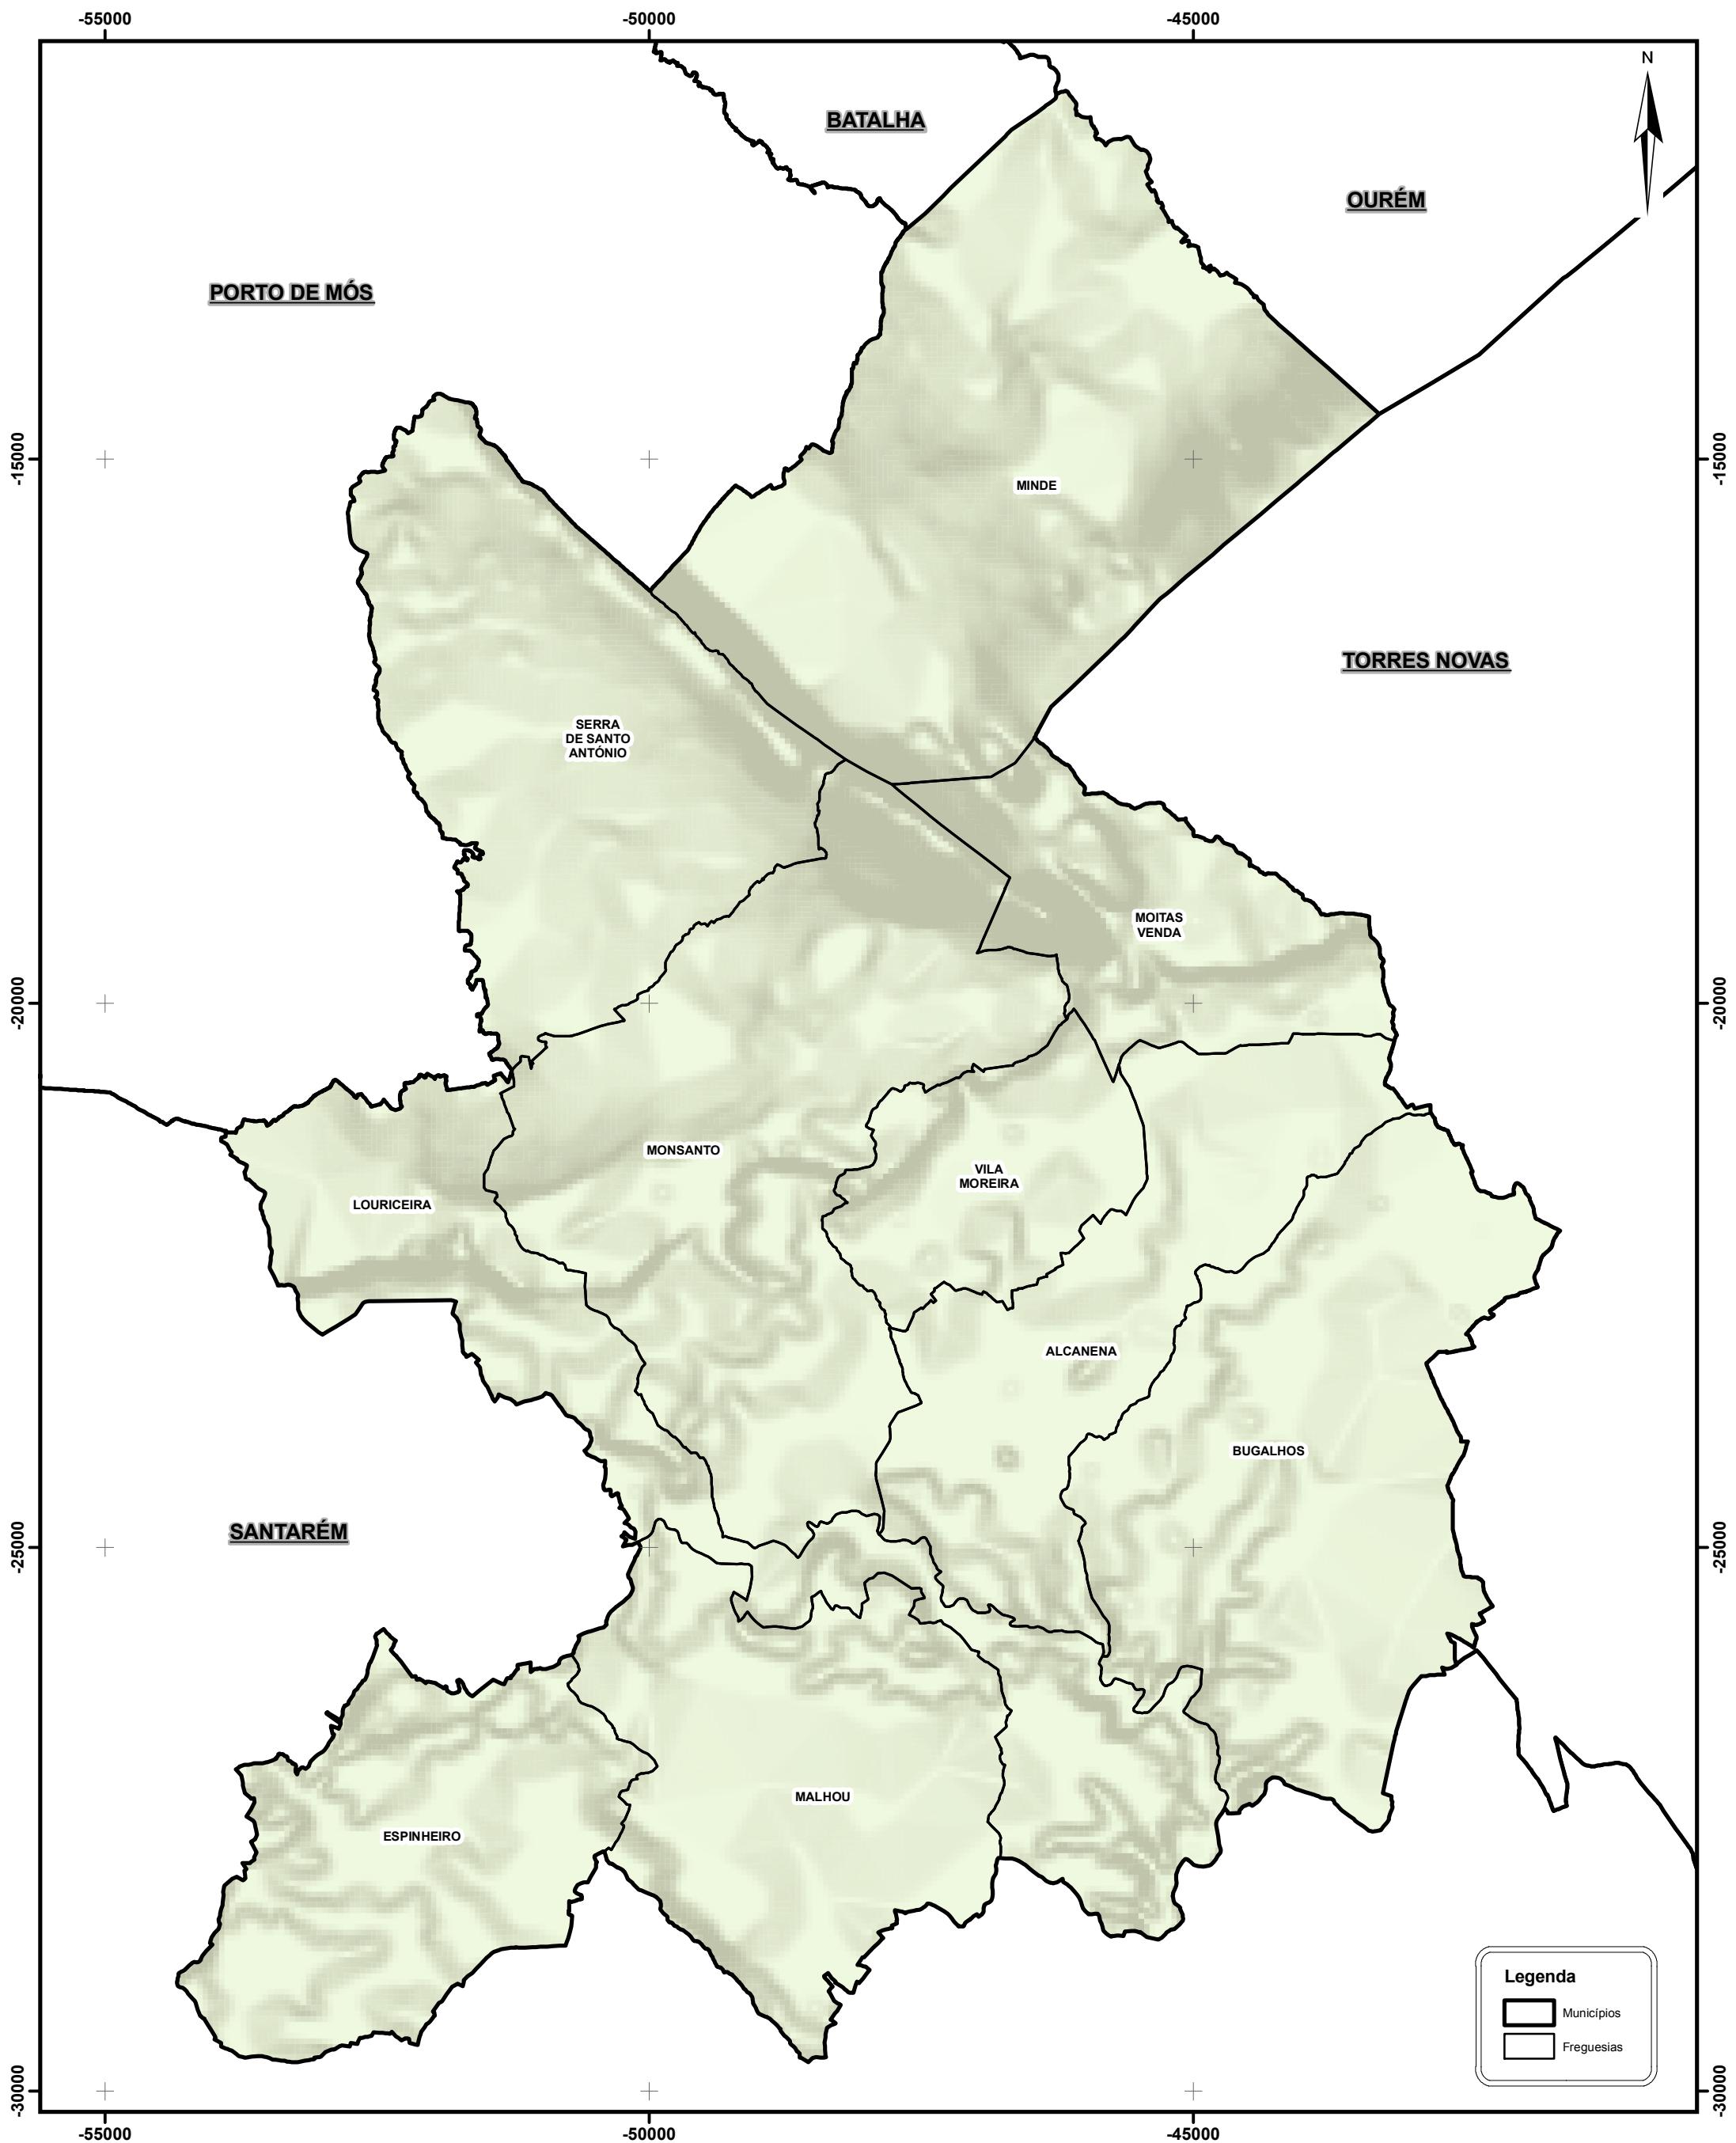 -55000
-50000
-45000
N
BATALHA
OURÉM
PORTO DE MÓS
-15000
-15000
MINDE
TORRES NOVAS
SERRA
DE SANTO
ANTÓNIO
MOITAS
VENDA
-20000
-20000
MONSANTO
VILA
MOREIRA
LOURICEIRA
ALCANENA
BUGALHOS
SANTARÉM
-25000
-25000
MALHOU
ESPINHEIRO
Legenda
Municípios
Freguesias
-30000
-30000
-55000
-50000
-45000